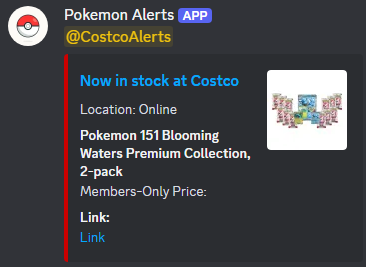 Pokemon Alerts APP
@CostcoAlerts
Now in stock at Costco
Location: Online
Pokemon 151 Blooming
Waters Premium Collection,
2-pack
Members-Only Price:
Link:
Link